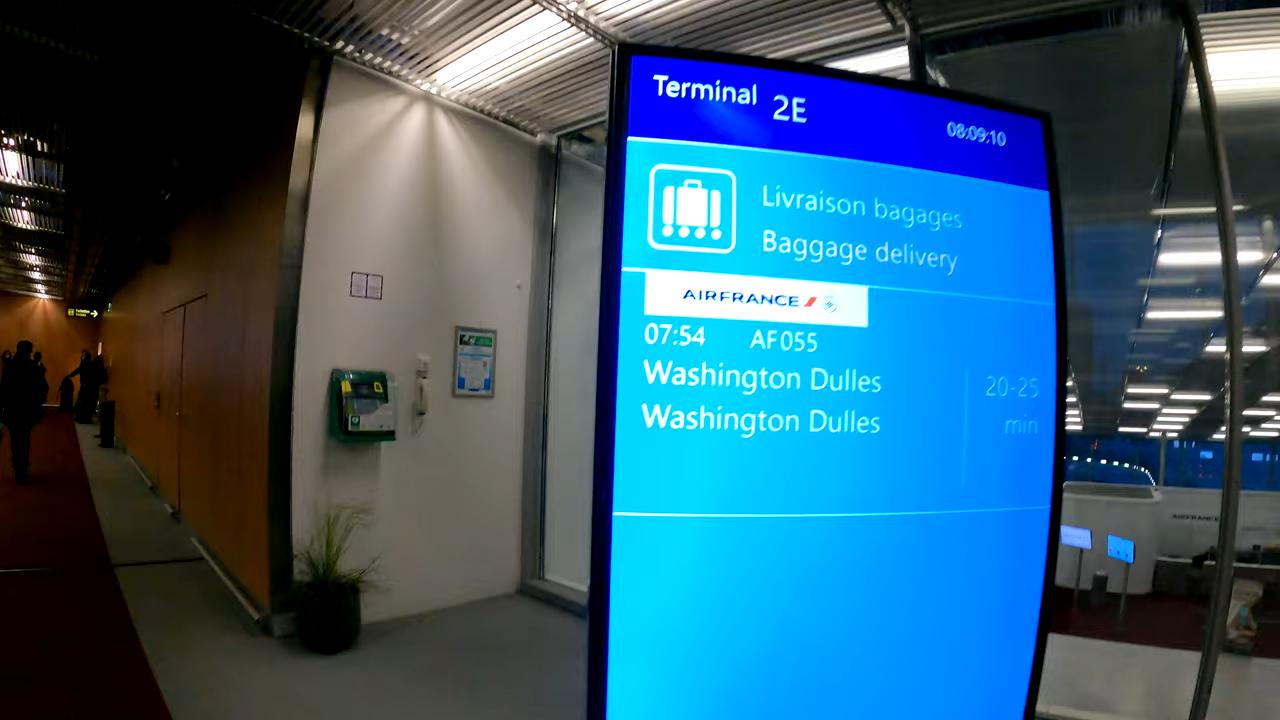 Terminal 2E
08:09:10
Livraison bagages
Baggage delivery
AIRFRANCE
07:54 AF055
Washington Dulles
Washington Dulles
20-25
min
AIRFRANCE